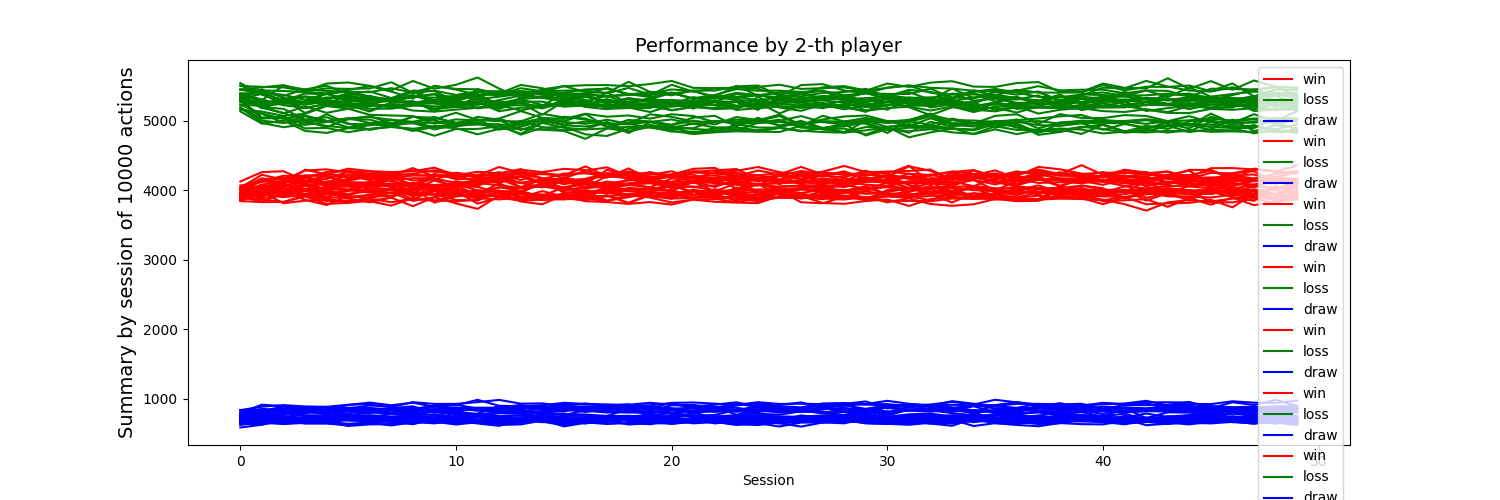 Performance by 2-th player
Summary by session of 10000 actions
5000
4000
3000
2000
1000
0
10
20
30
40
50
Session
win
loss
draw
win
loss
draw
win
loss
draw
win
loss
draw
win
loss
draw
win
loss
draw
win
loss
draw